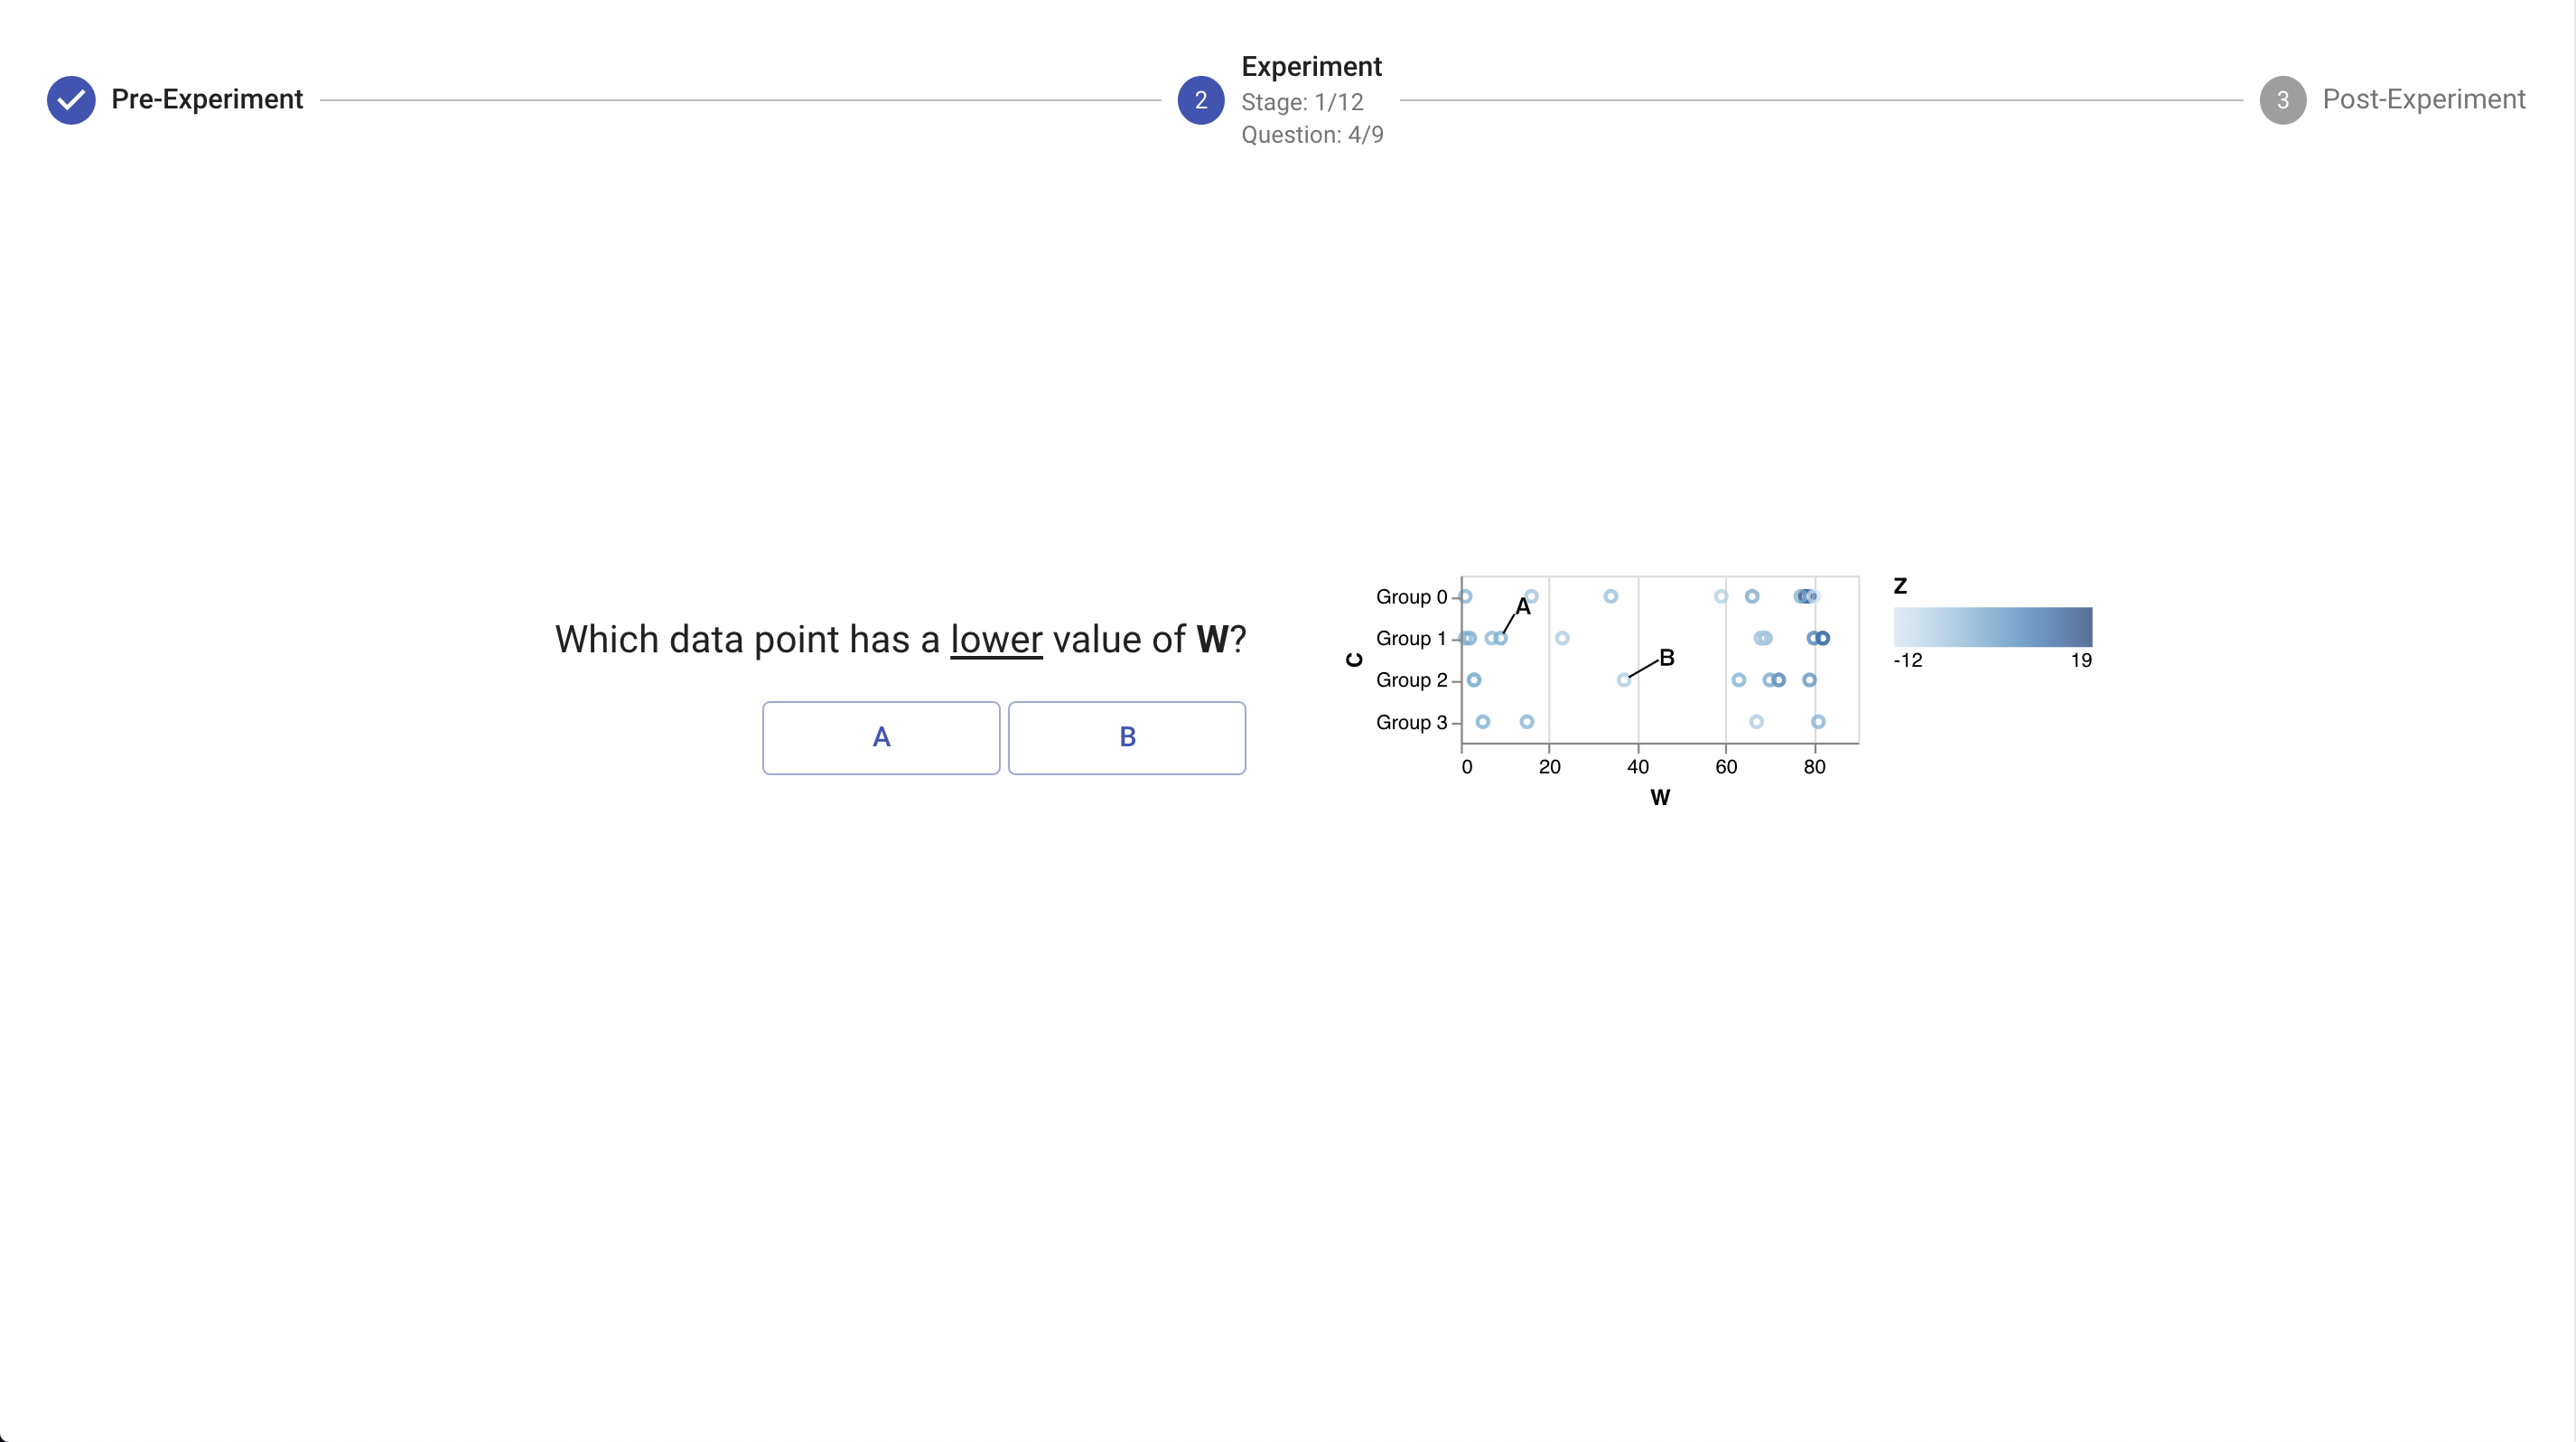 Pre-Experiment
2
Experiment
Stage: 1/12
Question: 4/9
3
Post-Experiment
Which data point has a lower value of W?
A
B
C
Group 0
Group 1
Group 2
Group 3
A
B
0
20
40
60
80
W
Z
-12
19